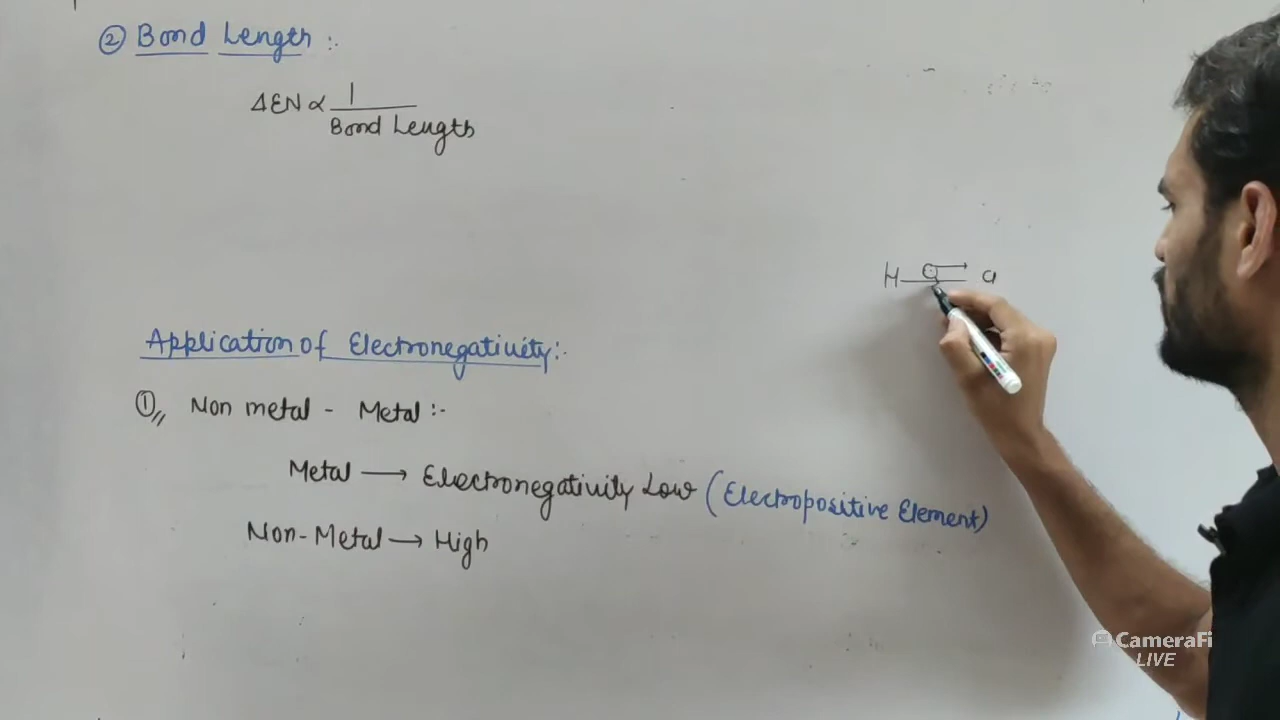 ② Bond Length :-
ΔEN ∝ 1
Bond Length
H Cl
Application of Electronegativity:-
①,, Non metal - Metal :-
Metal ⟶ Electronegativity Low (Electropositive Element)
Non-Metal ⟶ High
CameraFi
LIVE